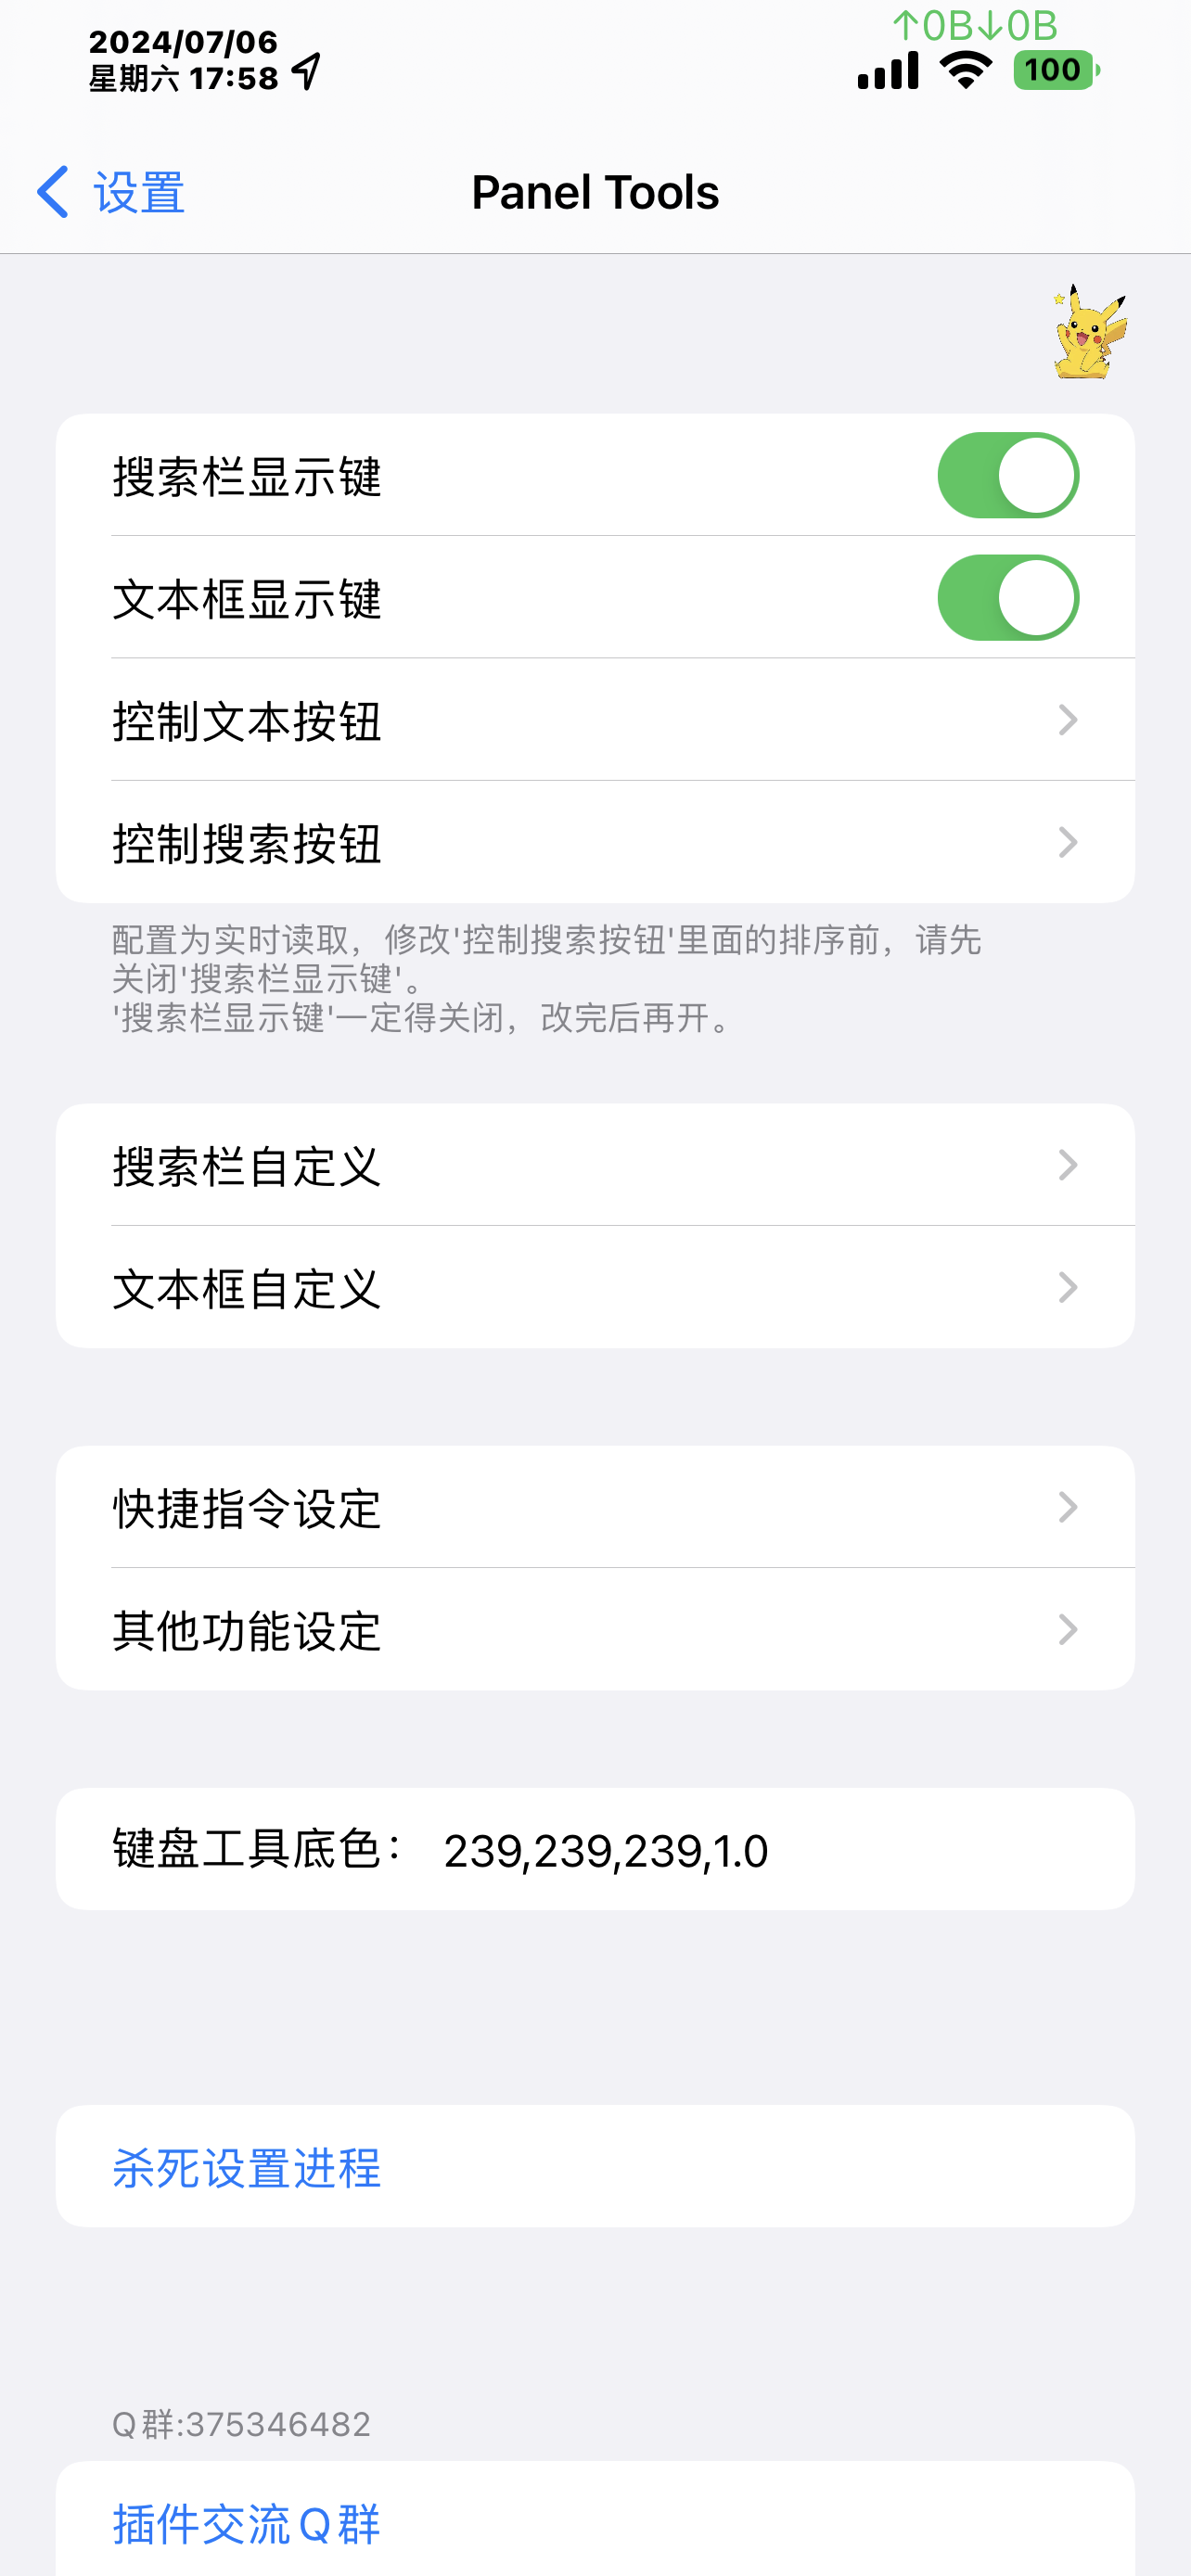 ↑0B↓0B
2024/07/06
星期六 17:58
100
设置
Panel Tools
搜索栏显示键
文本框显示键
控制文本按钮
控制搜索按钮
配置为实时读取，修改'控制搜索按钮'里面的排序前，请先
关闭'搜索栏显示键'。
'搜索栏显示键'一定得关闭，改完后再开。
搜索栏自定义
文本框自定义
快捷指令设定
其他功能设定
键盘工具底色： 239,239,239,1.0
杀死设置进程
Q群:375346482
插件交流Q群